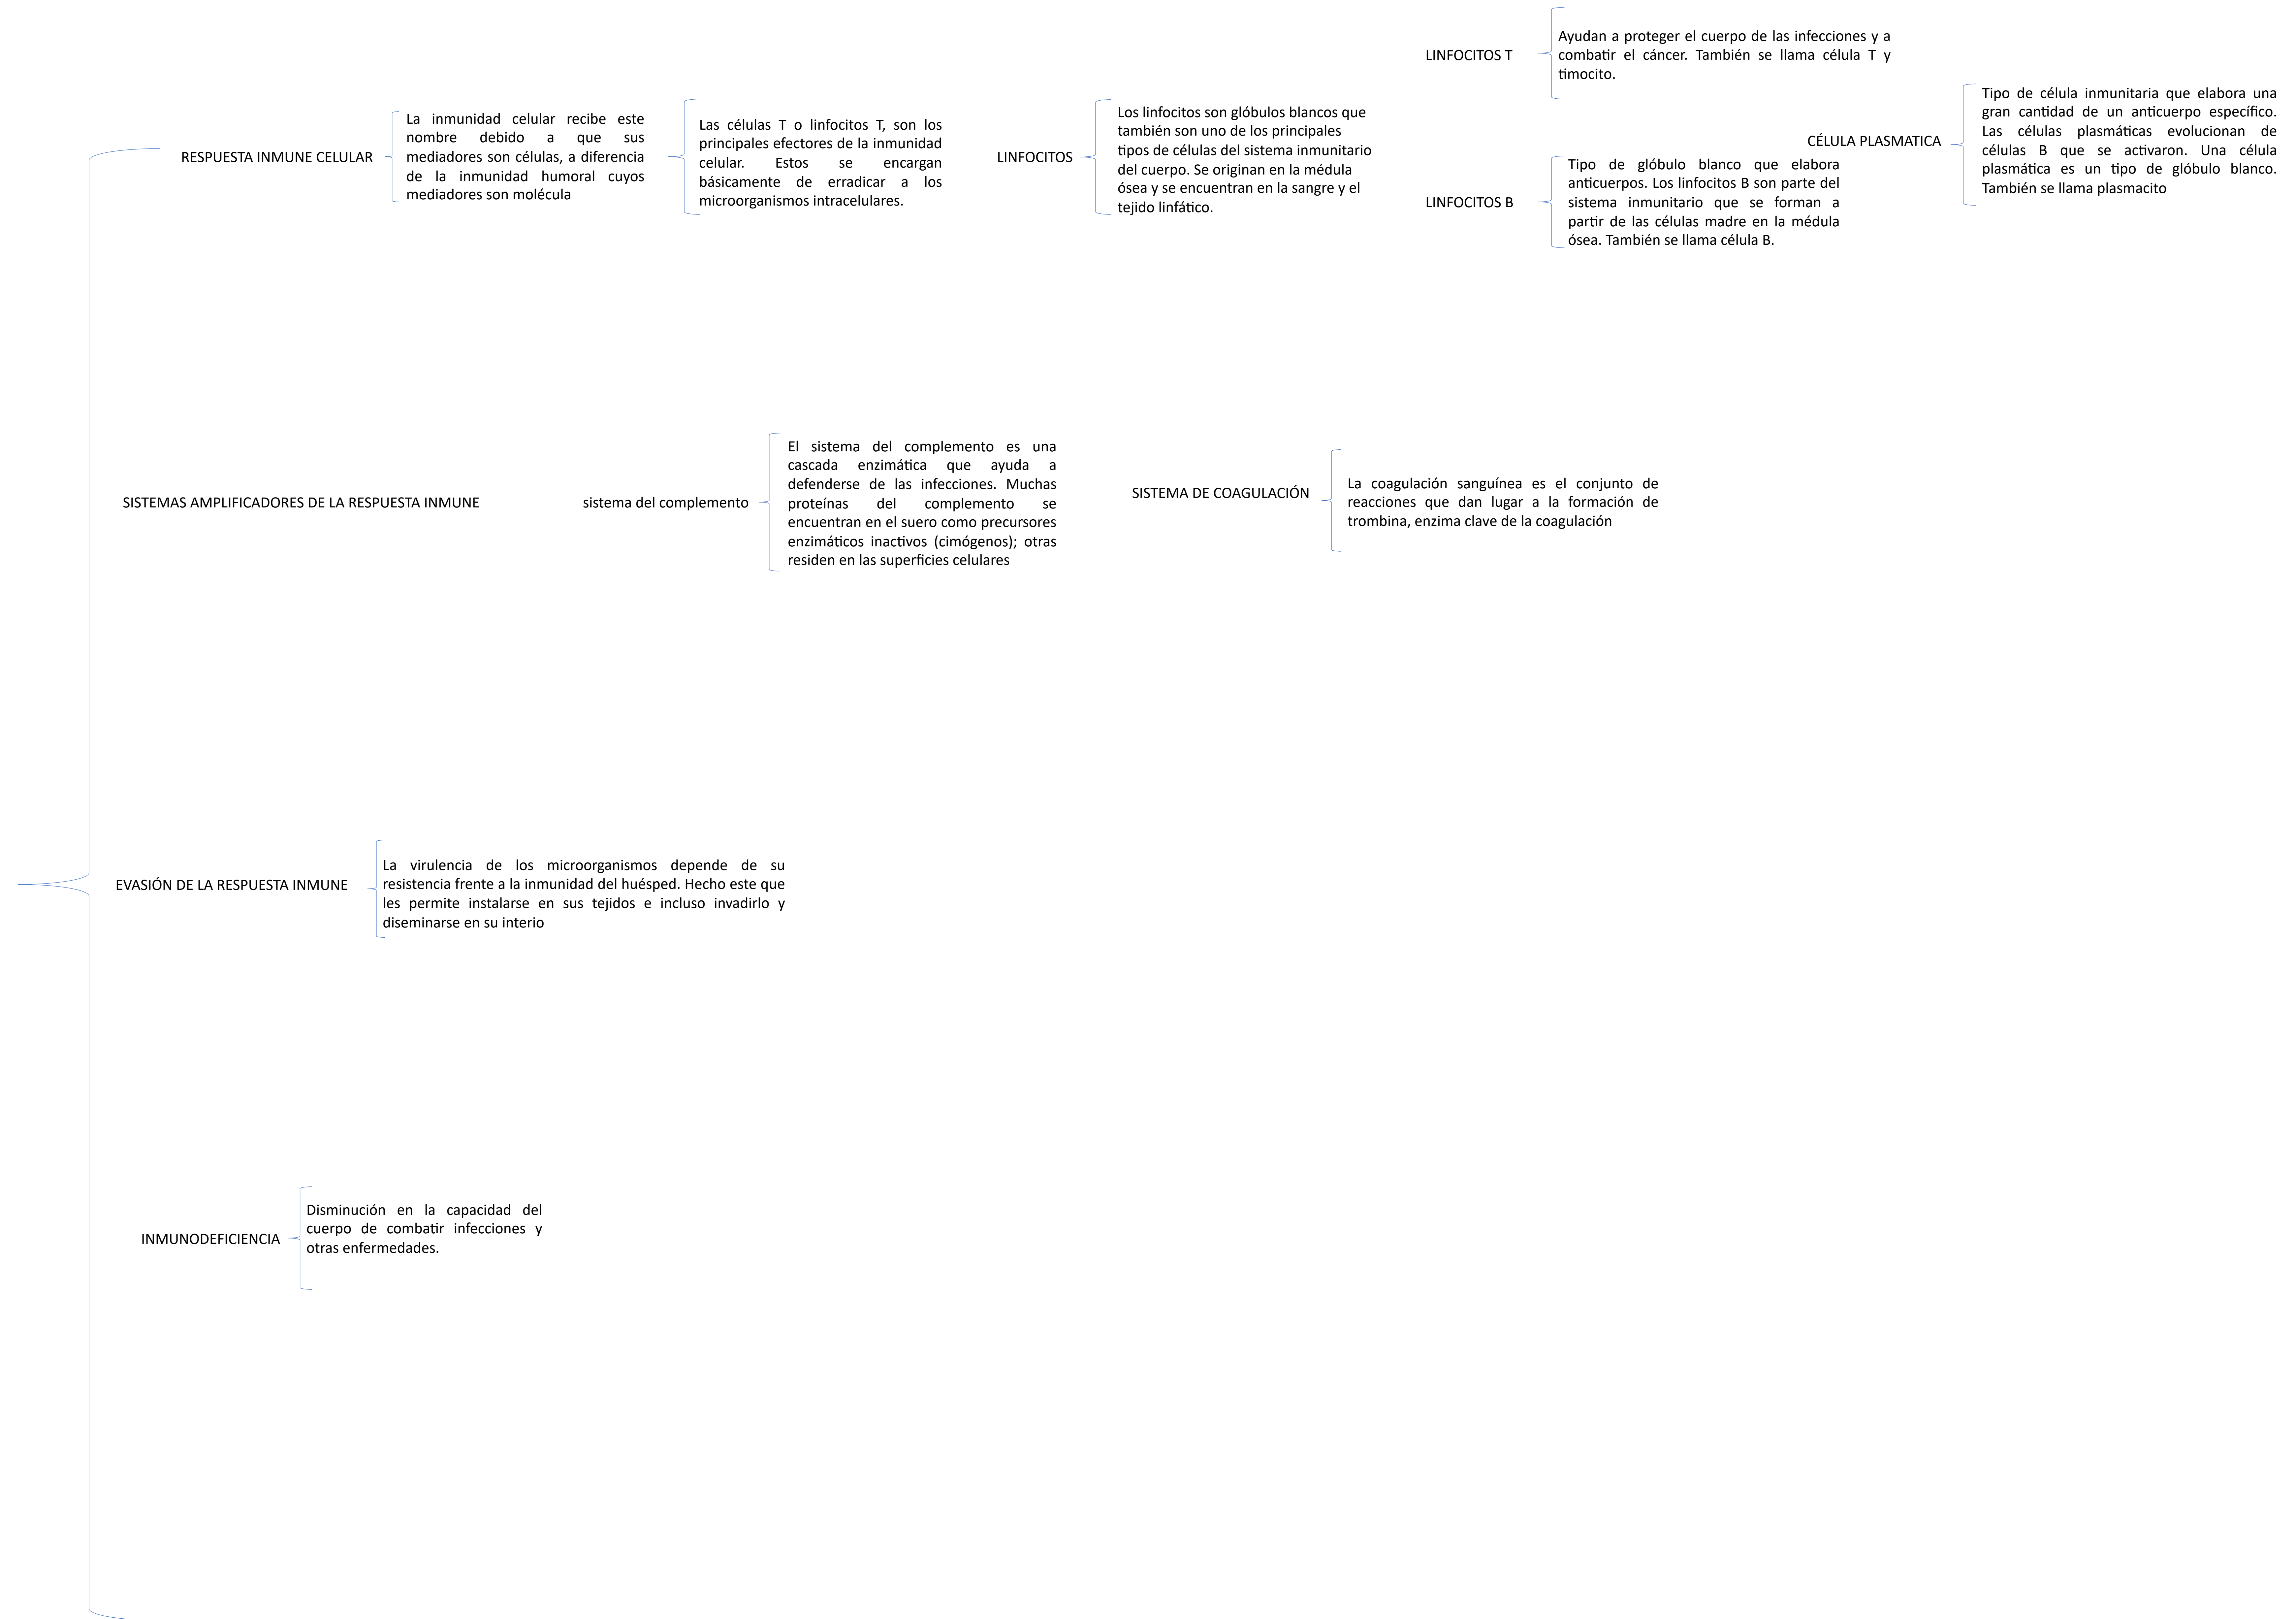 LINFOCITOS T
Ayudan a proteger el cuerpo de las infecciones y a
combatir el cáncer. También se llama célula T y
timocito.
RESPUESTA INMUNE CELULAR
La inmunidad celular recibe este
nombre debido a que sus
mediadores son células, a diferencia
de la inmunidad humoral cuyos
mediadores son molécula
Las células T o linfocitos T, son los
principales efectores de la inmunidad
celular. Estos se encargan
básicamente de erradicar a los
microorganismos intracelulares.
LINFOCITOS
Los linfocitos son glóbulos blancos que
también son uno de los principales
tipos de células del sistema inmunitario
del cuerpo. Se originan en la médula
ósea y se encuentran en la sangre y el
tejido linfático.
LINFOCITOS B
Tipo de glóbulo blanco que elabora
anticuerpos. Los linfocitos B son parte del
sistema inmunitario que se forman a
partir de las células madre en la médula
ósea. También se llama célula B.
CÉLULA PLASMATICA
Tipo de célula inmunitaria que elabora una
gran cantidad de un anticuerpo específico.
Las células plasmáticas evolucionan de
células B que se activaron. Una célula
plasmática es un tipo de glóbulo blanco.
También se llama plasmacito
SISTEMAS AMPLIFICADORES DE LA RESPUESTA INMUNE
sistema del complemento
El sistema del complemento es una
cascada enzimática que ayuda a
defenderse de las infecciones. Muchas
proteínas del complemento se
encuentran en el suero como precursores
enzimáticos inactivos (cimógenos); otras
residen en las superficies celulares
SISTEMA DE COAGULACIÓN
La coagulación sanguínea es el conjunto de
reacciones que dan lugar a la formación de
trombina, enzima clave de la coagulación
EVASIÓN DE LA RESPUESTA INMUNE
La virulencia de los microorganismos depende de su
resistencia frente a la inmunidad del huésped. Hecho este que
les permite instalarse en sus tejidos e incluso invadirlo y
diseminarse en su interio
INMUNODEFICIENCIA
Disminución en la capacidad del
cuerpo de combatir infecciones y
otras enfermedades.